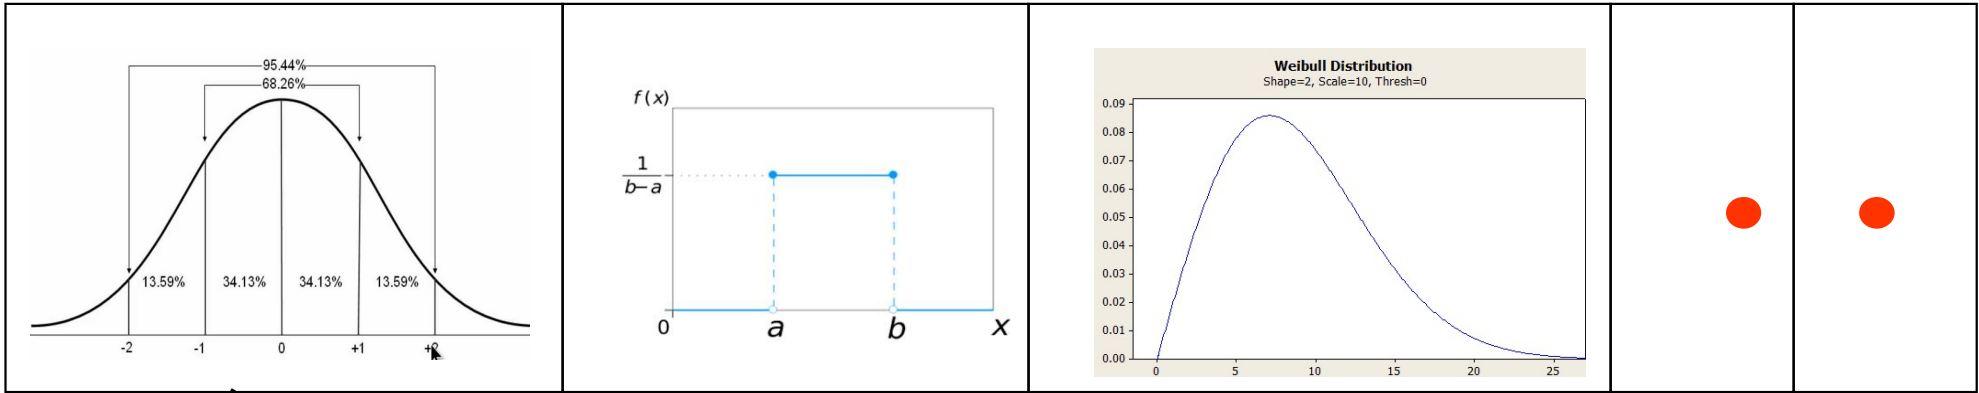 95.44%
68.26%
13.59% 34.13% 34.13% 13.59%
-2 -1 0 +1
f(x)
1
b–a
0 a b x
Weibull Distribution
Shape=2, Scale=10, Thresh=0
0.09
0.08
0.07
0.06
0.05
0.04
0.03
0.02
0.01
0.00
0 5 10 15 20 25